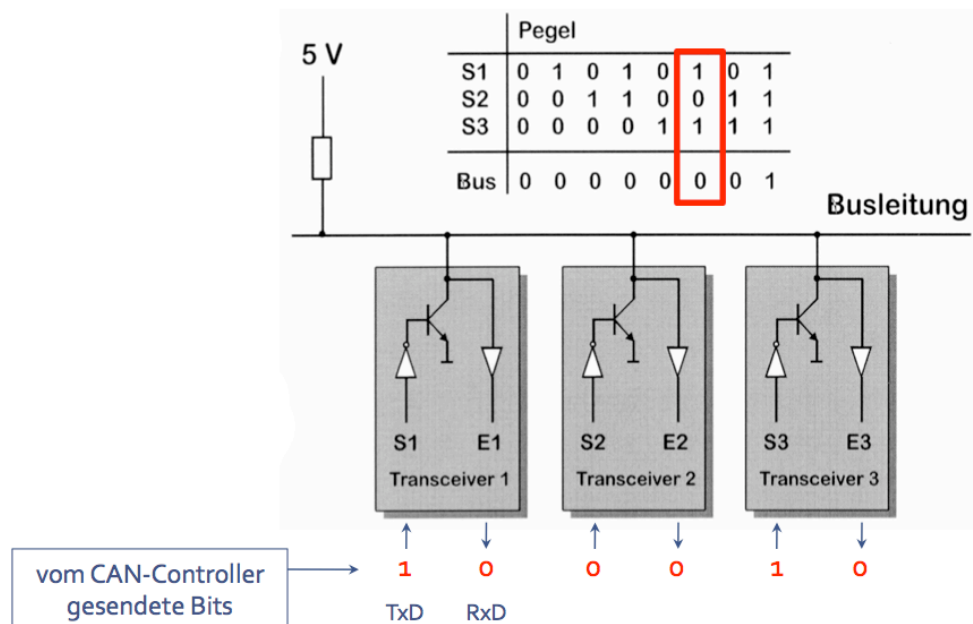 Pegel
5 V
S1 0 1 0 1 0 1 0 1
S2 0 0 1 1 0 0 1 1
S3 0 0 0 0 1 1 1 1
Bus 0 0 0 0 0 0 0 1
Busleitung
S1 E1 S2 E2 S3 E3
Transceiver 1 Transceiver 2 Transceiver 3
vom CAN-Controller
gesendete Bits
1 0 0 0 1 0
TxD RxD